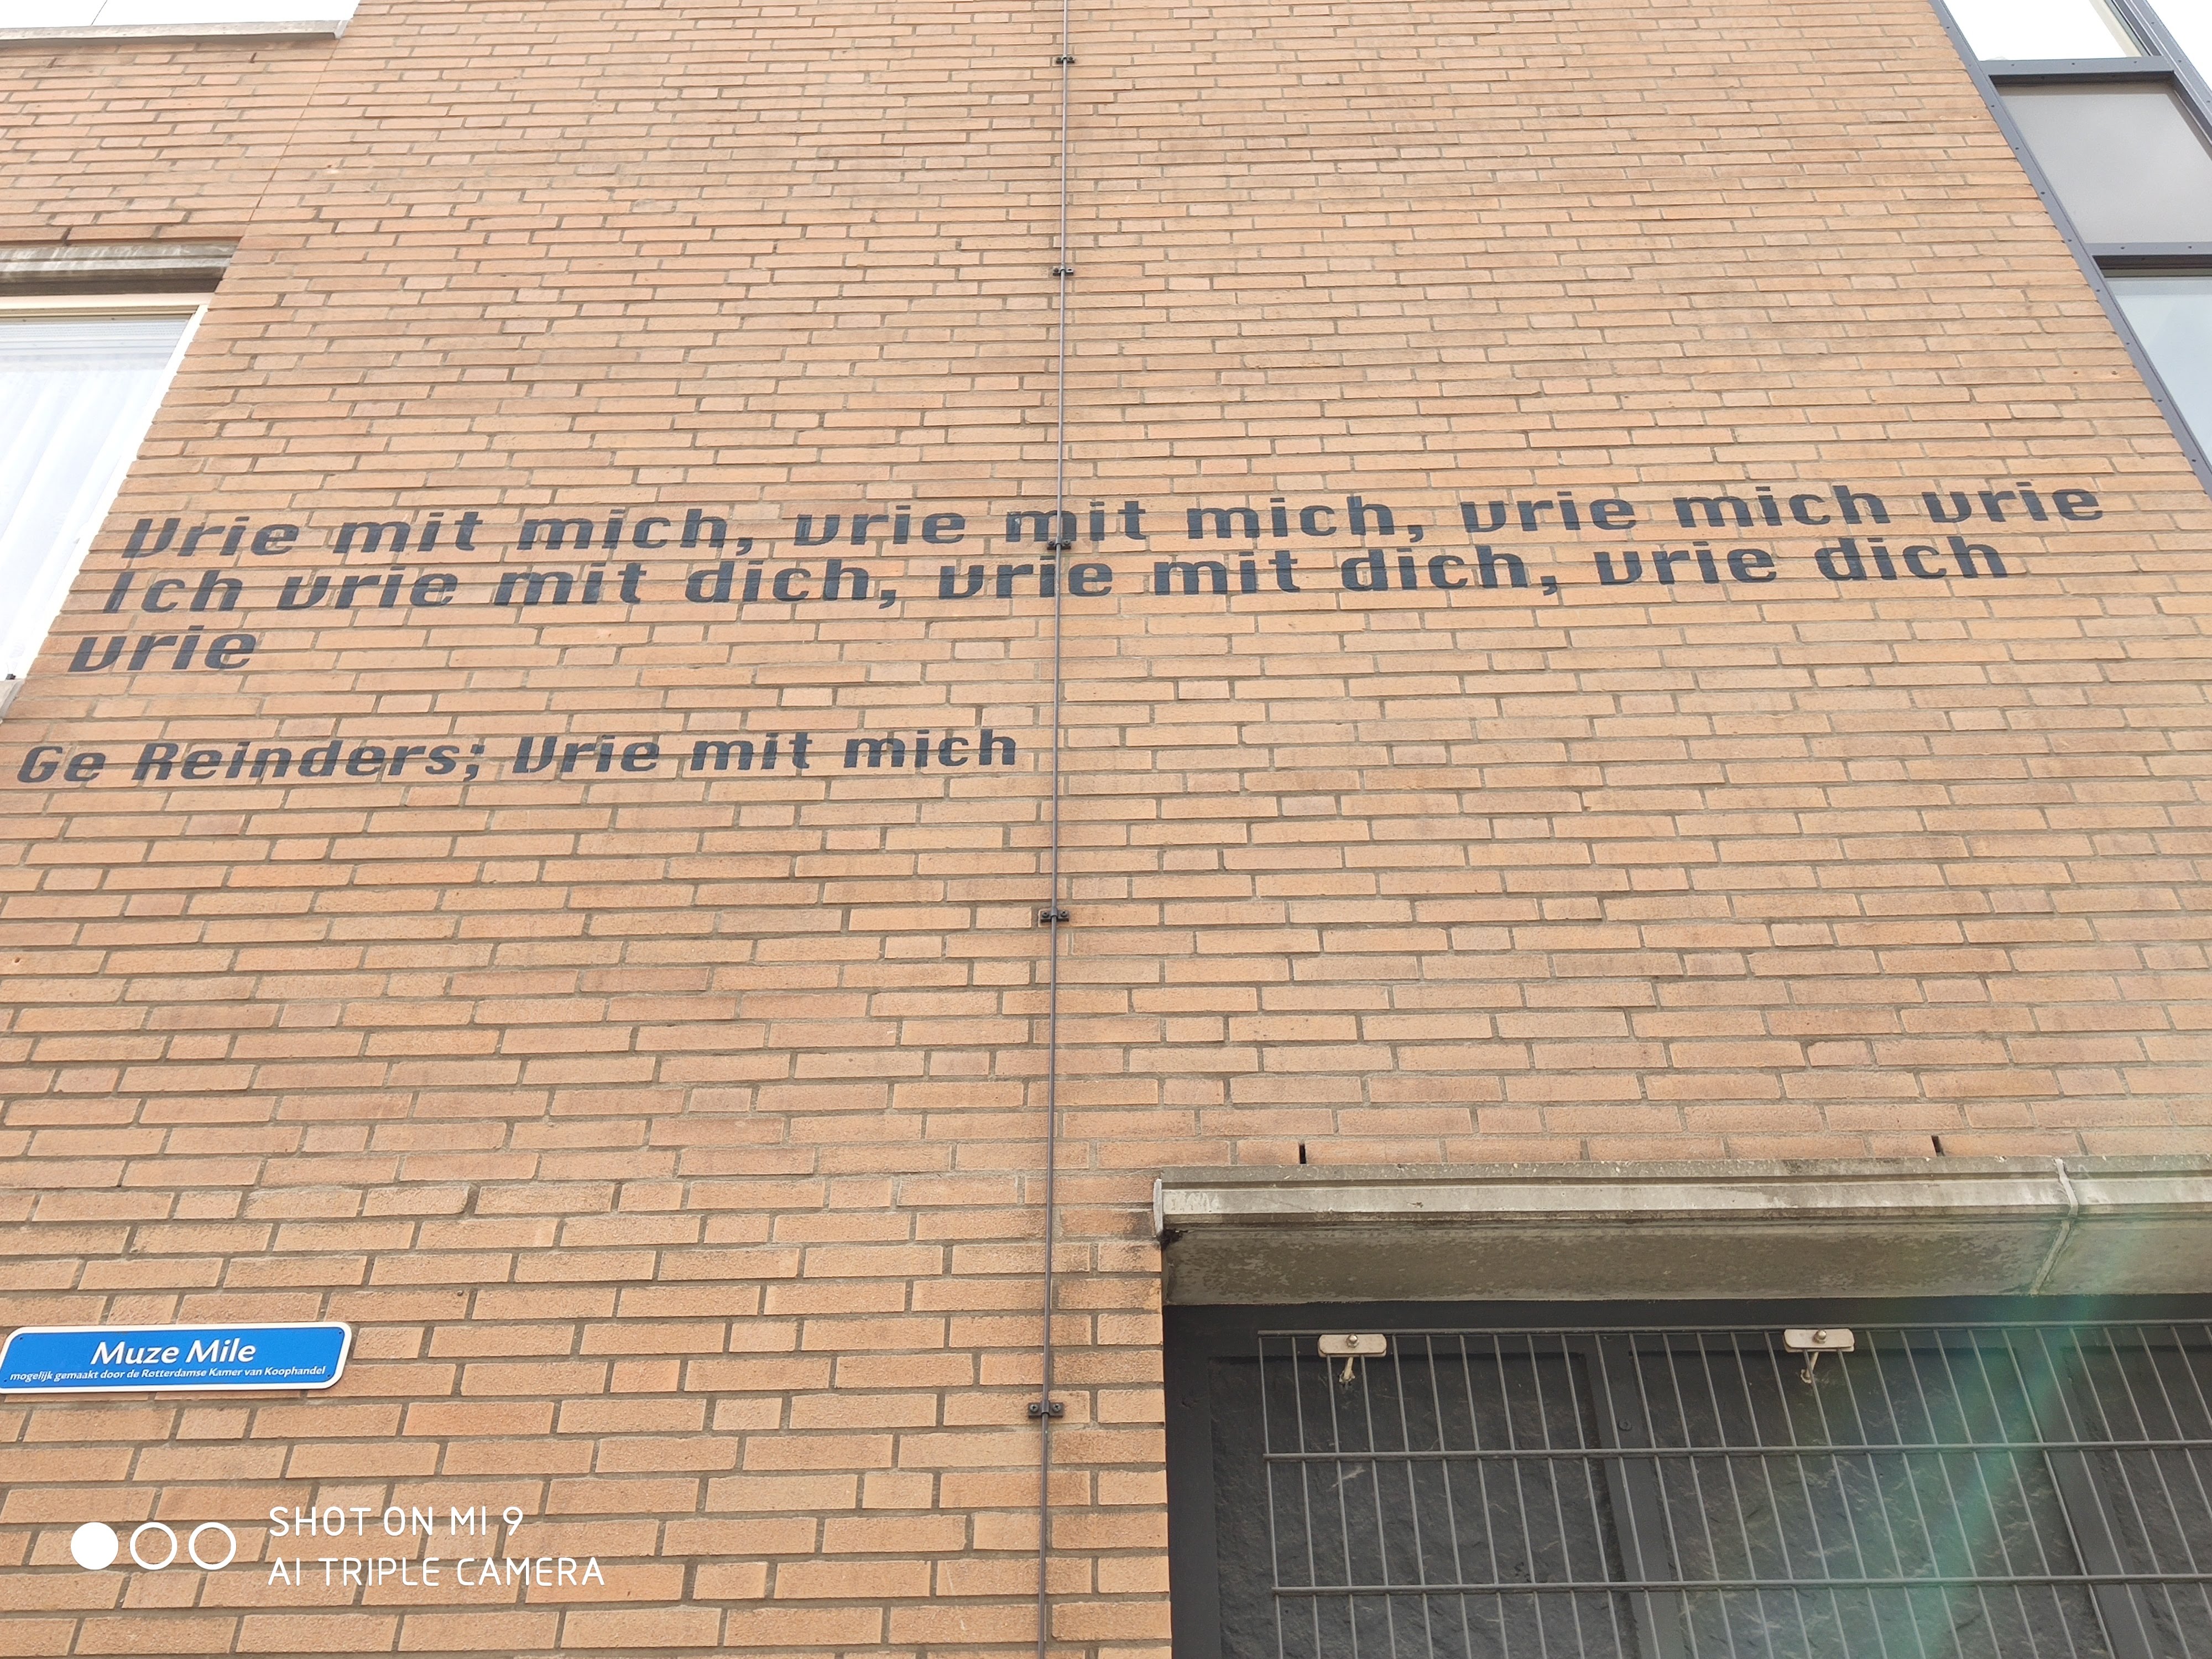 Vrie mit mich, vrie mit mich, vrie mich vrie
Ich vrie mit dich, vrie mit dich, vrie dich
vrie
Ge Reinders; Vrie mit mich
Muze Mile
mogelijk gemaakt door de Rotterdamse Kamer van Koophandel
SHOT ON MI 9
AI TRIPLE CAMERA